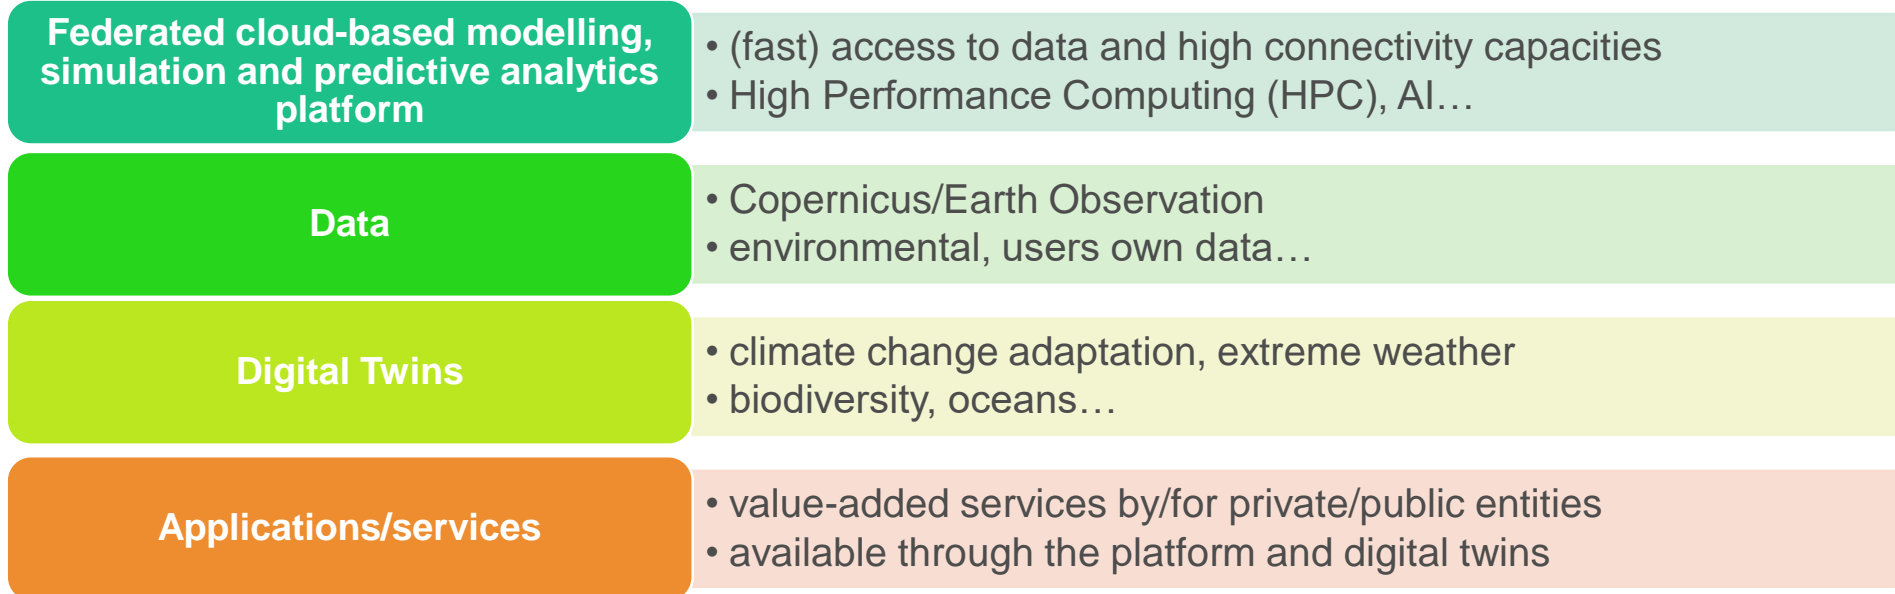 Federated cloud-based modelling,
simulation and predictive analytics
platform
• (fast) access to data and high connectivity capacities
• High Performance Computing (HPC), AI…
Data
• Copernicus/Earth Observation
• environmental, users own data…
Digital Twins
• climate change adaptation, extreme weather
• biodiversity, oceans…
Applications/services
• value-added services by/for private/public entities
• available through the platform and digital twins